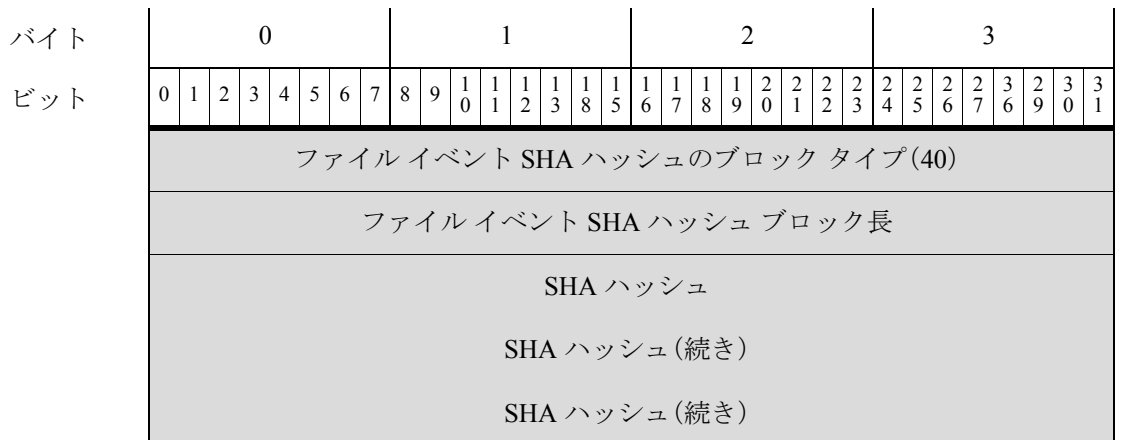 バイト 0 1 2 3
ビット 0 1 2 3 4 5 6 7 8 9 10 11 12 13 18 15 16 17 18 19 20 21 22 23 24 25 26 27 36 29 30 31
ファイル イベント SHA ハッシュのブロック タイプ(40)
ファイル イベント SHA ハッシュ ブロック長
SHA ハッシュ
SHA ハッシュ(続き)
SHA ハッシュ(続き)